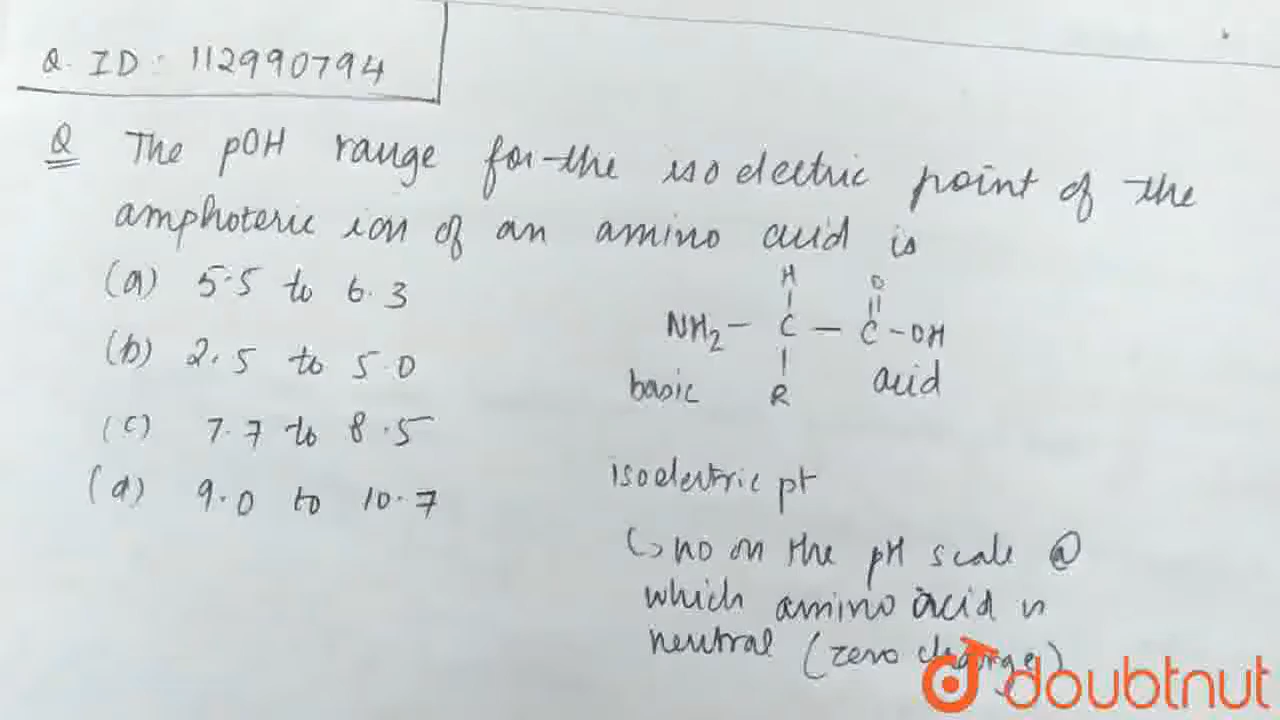 Q. ID : 112990794
Q The pOH range for the isoelectric point of the
amphoteric ion of an amino acid is
(a) 5.5 to 6.3
(b) 2.5 to 5.0
(c) 7.7 to 8.5
(d) 9.0 to 10.7
H O
NH2 - C - C - OH
basic R acid
isoelectric pt
↳ no on the pH scale @
which amino acid is
neutral (zero charge)
doubtnut